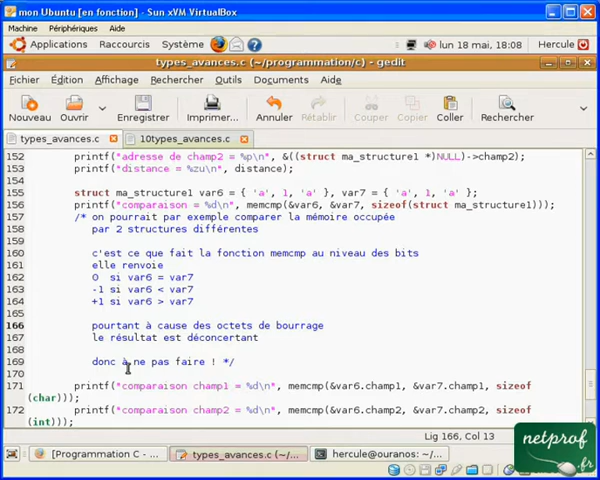 mon Ubuntu [en fonction] - Sun xVM VirtualBox
Machine Périphériques Aide
Applications Raccourcis Système lun 18 mai, 18:08 Hercule
types_avances.c (~/programmation/c) - gedit
Fichier Édition Affichage Rechercher Outils Documents Aide
Nouveau Ouvrir Enregistrer Imprimer... Annuler Rétablir Couper Copier Coller Rechercher
types_avances.c 10types_avances.c
152 printf("adresse de champ2 = %p\n", &((struct ma_structure1 *)NULL)->champ2);
153 printf("distance = %zu\n", distance);
154
155 struct ma_structure1 var6 = { 'a', 1, 'a' }, var7 = { 'a', 1, 'a' };
156 printf("comparaison = %d\n", memcmp(&var6, &var7, sizeof(struct ma_structure1)));
157 /* on pourrait par exemple comparer la mémoire occupée
158 par 2 structures différentes
159
160 c'est ce que fait la fonction memcmp au niveau des bits
161 elle renvoie
162 0 si var6 = var7
163 -1 si var6 < var7
164 +1 si var6 > var7
165
166 pourtant à cause des octets de bourrage
167 le résultat est déconcertant
168
169 donc à ne pas faire ! */
170
171 printf("comparaison champ1 = %d\n", memcmp(&var6.champ1, &var7.champ1, sizeof
(char)));
172 printf("comparaison champ2 = %d\n", memcmp(&var6.champ2, &var7.champ2, sizeof
(int)));
Lig 166, Col 13
[Programmation C - ... types_avances.c (~/... hercule@ouranos: ~/...
netprof
.fr